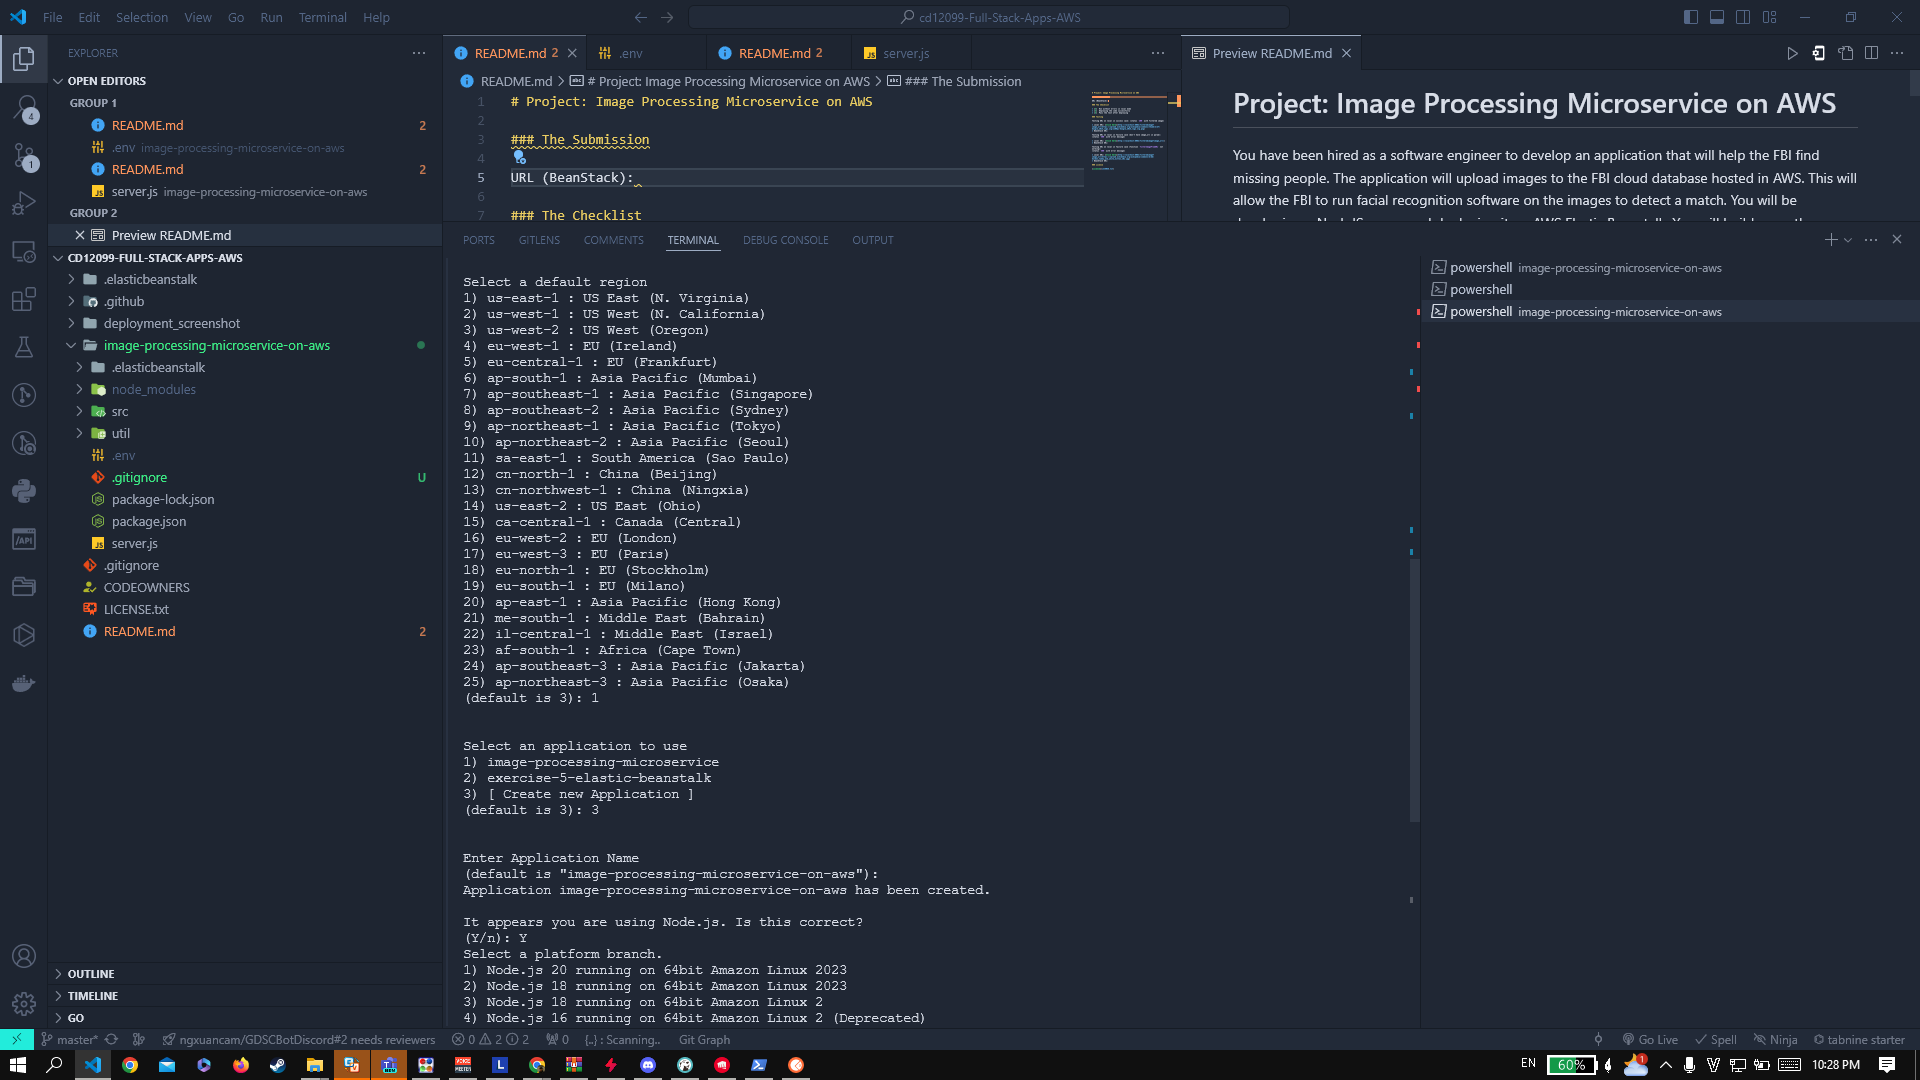 File Edit Selection View Go Run Terminal Help
cd12099-Full-Stack-Apps-AWS
EXPLORER
OPEN EDITORS
GROUP 1
README.md 2
.env image-processing-microservice-on-aws
README.md 2
server.js image-processing-microservice-on-aws
GROUP 2
Preview README.md
CD12099-FULL-STACK-APPS-AWS
.elasticbeanstalk
.github
deployment_screenshot
image-processing-microservice-on-aws
.elasticbeanstalk
node_modules
src
util
.env
.gitignore U
package-lock.json
package.json
server.js
.gitignore
CODEOWNERS
LICENSE.txt
README.md 2
OUTLINE
TIMELINE
GO
4
1
README.md 2
.env
README.md 2
server.js
README.md > # Project: Image Processing Microservice on AWS > ### The Submission
1 # Project: Image Processing Microservice on AWS
2
3 ### The Submission
4
5 URL (BeanStack):
6
7 ### The Checklist
Preview README.md
Project: Image Processing Microservice on AWS
You have been hired as a software engineer to develop an application that will help the FBI find
missing people. The application will upload images to the FBI cloud database hosted in AWS. This will
allow the FBI to run facial recognition software on the images to detect a match. You will be
PORTS GITLENS COMMENTS TERMINAL DEBUG CONSOLE OUTPUT
Select a default region
1) us-east-1 : US East (N. Virginia)
2) us-west-1 : US West (N. California)
3) us-west-2 : US West (Oregon)
4) eu-west-1 : EU (Ireland)
5) eu-central-1 : EU (Frankfurt)
6) ap-south-1 : Asia Pacific (Mumbai)
7) ap-southeast-1 : Asia Pacific (Singapore)
8) ap-southeast-2 : Asia Pacific (Sydney)
9) ap-northeast-1 : Asia Pacific (Tokyo)
10) ap-northeast-2 : Asia Pacific (Seoul)
11) sa-east-1 : South America (Sao Paulo)
12) cn-north-1 : China (Beijing)
13) cn-northwest-1 : China (Ningxia)
14) us-east-2 : US East (Ohio)
15) ca-central-1 : Canada (Central)
16) eu-west-2 : EU (London)
17) eu-west-3 : EU (Paris)
18) eu-north-1 : EU (Stockholm)
19) eu-south-1 : EU (Milano)
20) ap-east-1 : Asia Pacific (Hong Kong)
21) me-south-1 : Middle East (Bahrain)
22) il-central-1 : Middle East (Israel)
23) af-south-1 : Africa (Cape Town)
24) ap-southeast-3 : Asia Pacific (Jakarta)
25) ap-northeast-3 : Asia Pacific (Osaka)
(default is 3): 1
Select an application to use
1) image-processing-microservice
2) exercise-5-elastic-beanstalk
3) [ Create new Application ]
(default is 3): 3
Enter Application Name
(default is "image-processing-microservice-on-aws"):
Application image-processing-microservice-on-aws has been created.
It appears you are using Node.js. Is this correct?
(Y/n): Y
Select a platform branch.
1) Node.js 20 running on 64bit Amazon Linux 2023
2) Node.js 18 running on 64bit Amazon Linux 2023
3) Node.js 18 running on 64bit Amazon Linux 2
4) Node.js 16 running on 64bit Amazon Linux 2 (Deprecated)
powershell image-processing-microservice-on-aws
powershell
powershell image-processing-microservice-on-aws
master* ngxuancam/GDSCBotDiscord#2 needs reviewers 0 2 2 0 {..} : Scanning.. Git Graph Go Live Spell Ninja tabnine starter
EN 60% 1 10:28 PM